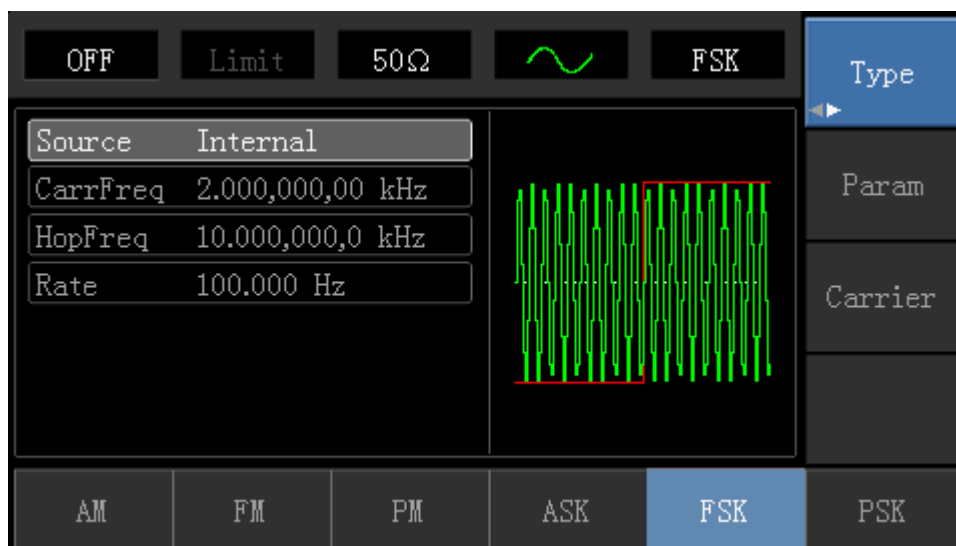 OFF Limit 50Ω FSK
Type
Source Internal
CarrFreq 2.000,000,00 kHz
HopFreq 10.000,000,0 kHz
Rate 100.000 Hz
Param
Carrier
AM FM PM ASK FSK PSK